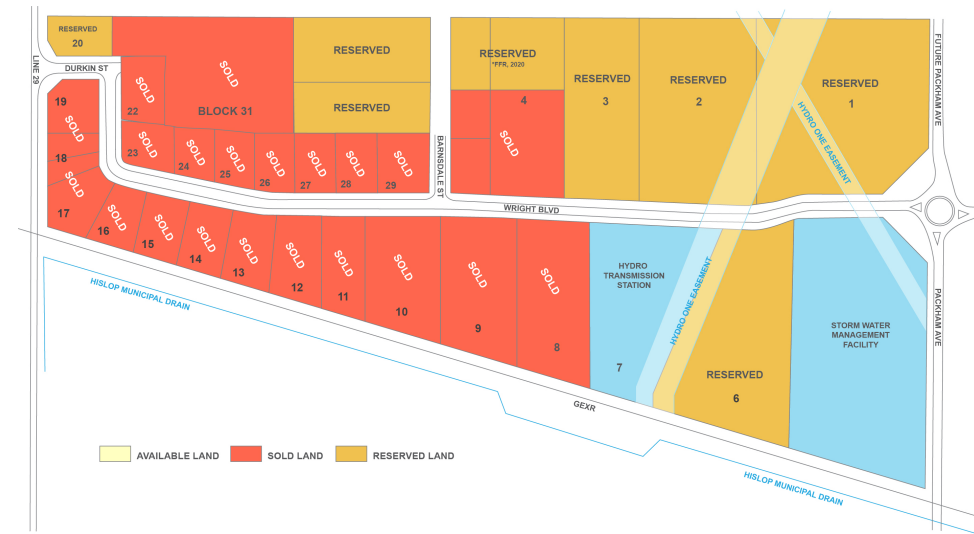 RESERVED
20
LINE 29
DURKIN ST
SOLD
22
SOLD
BLOCK 31
RESERVED
RESERVED
RESERVED
*FFR, 2020
4
SOLD
RESERVED
3
RESERVED
2
RESERVED
1
HYDRO ONE EASEMENT
FUTURE PACKHAM AVE
19
SOLD
18
SOLD
17
SOLD
23
SOLD
24
SOLD
25
SOLD
26
SOLD
27
SOLD
28
SOLD
29
BARNSDALE ST
WRIGHT BLVD
SOLD
16
SOLD
15
SOLD
14
SOLD
13
SOLD
12
SOLD
11
SOLD
10
SOLD
9
SOLD
8
HYDRO
TRANSMISSION
STATION
7
HYDRO ONE EASEMENT
RESERVED
6
STORM WATER
MANAGEMENT
FACILITY
PACKHAM AVE
HISLOP MUNICIPAL DRAIN
GEXR
HISLOP MUNICIPAL DRAIN
AVAILABLE LAND
SOLD LAND
RESERVED LAND